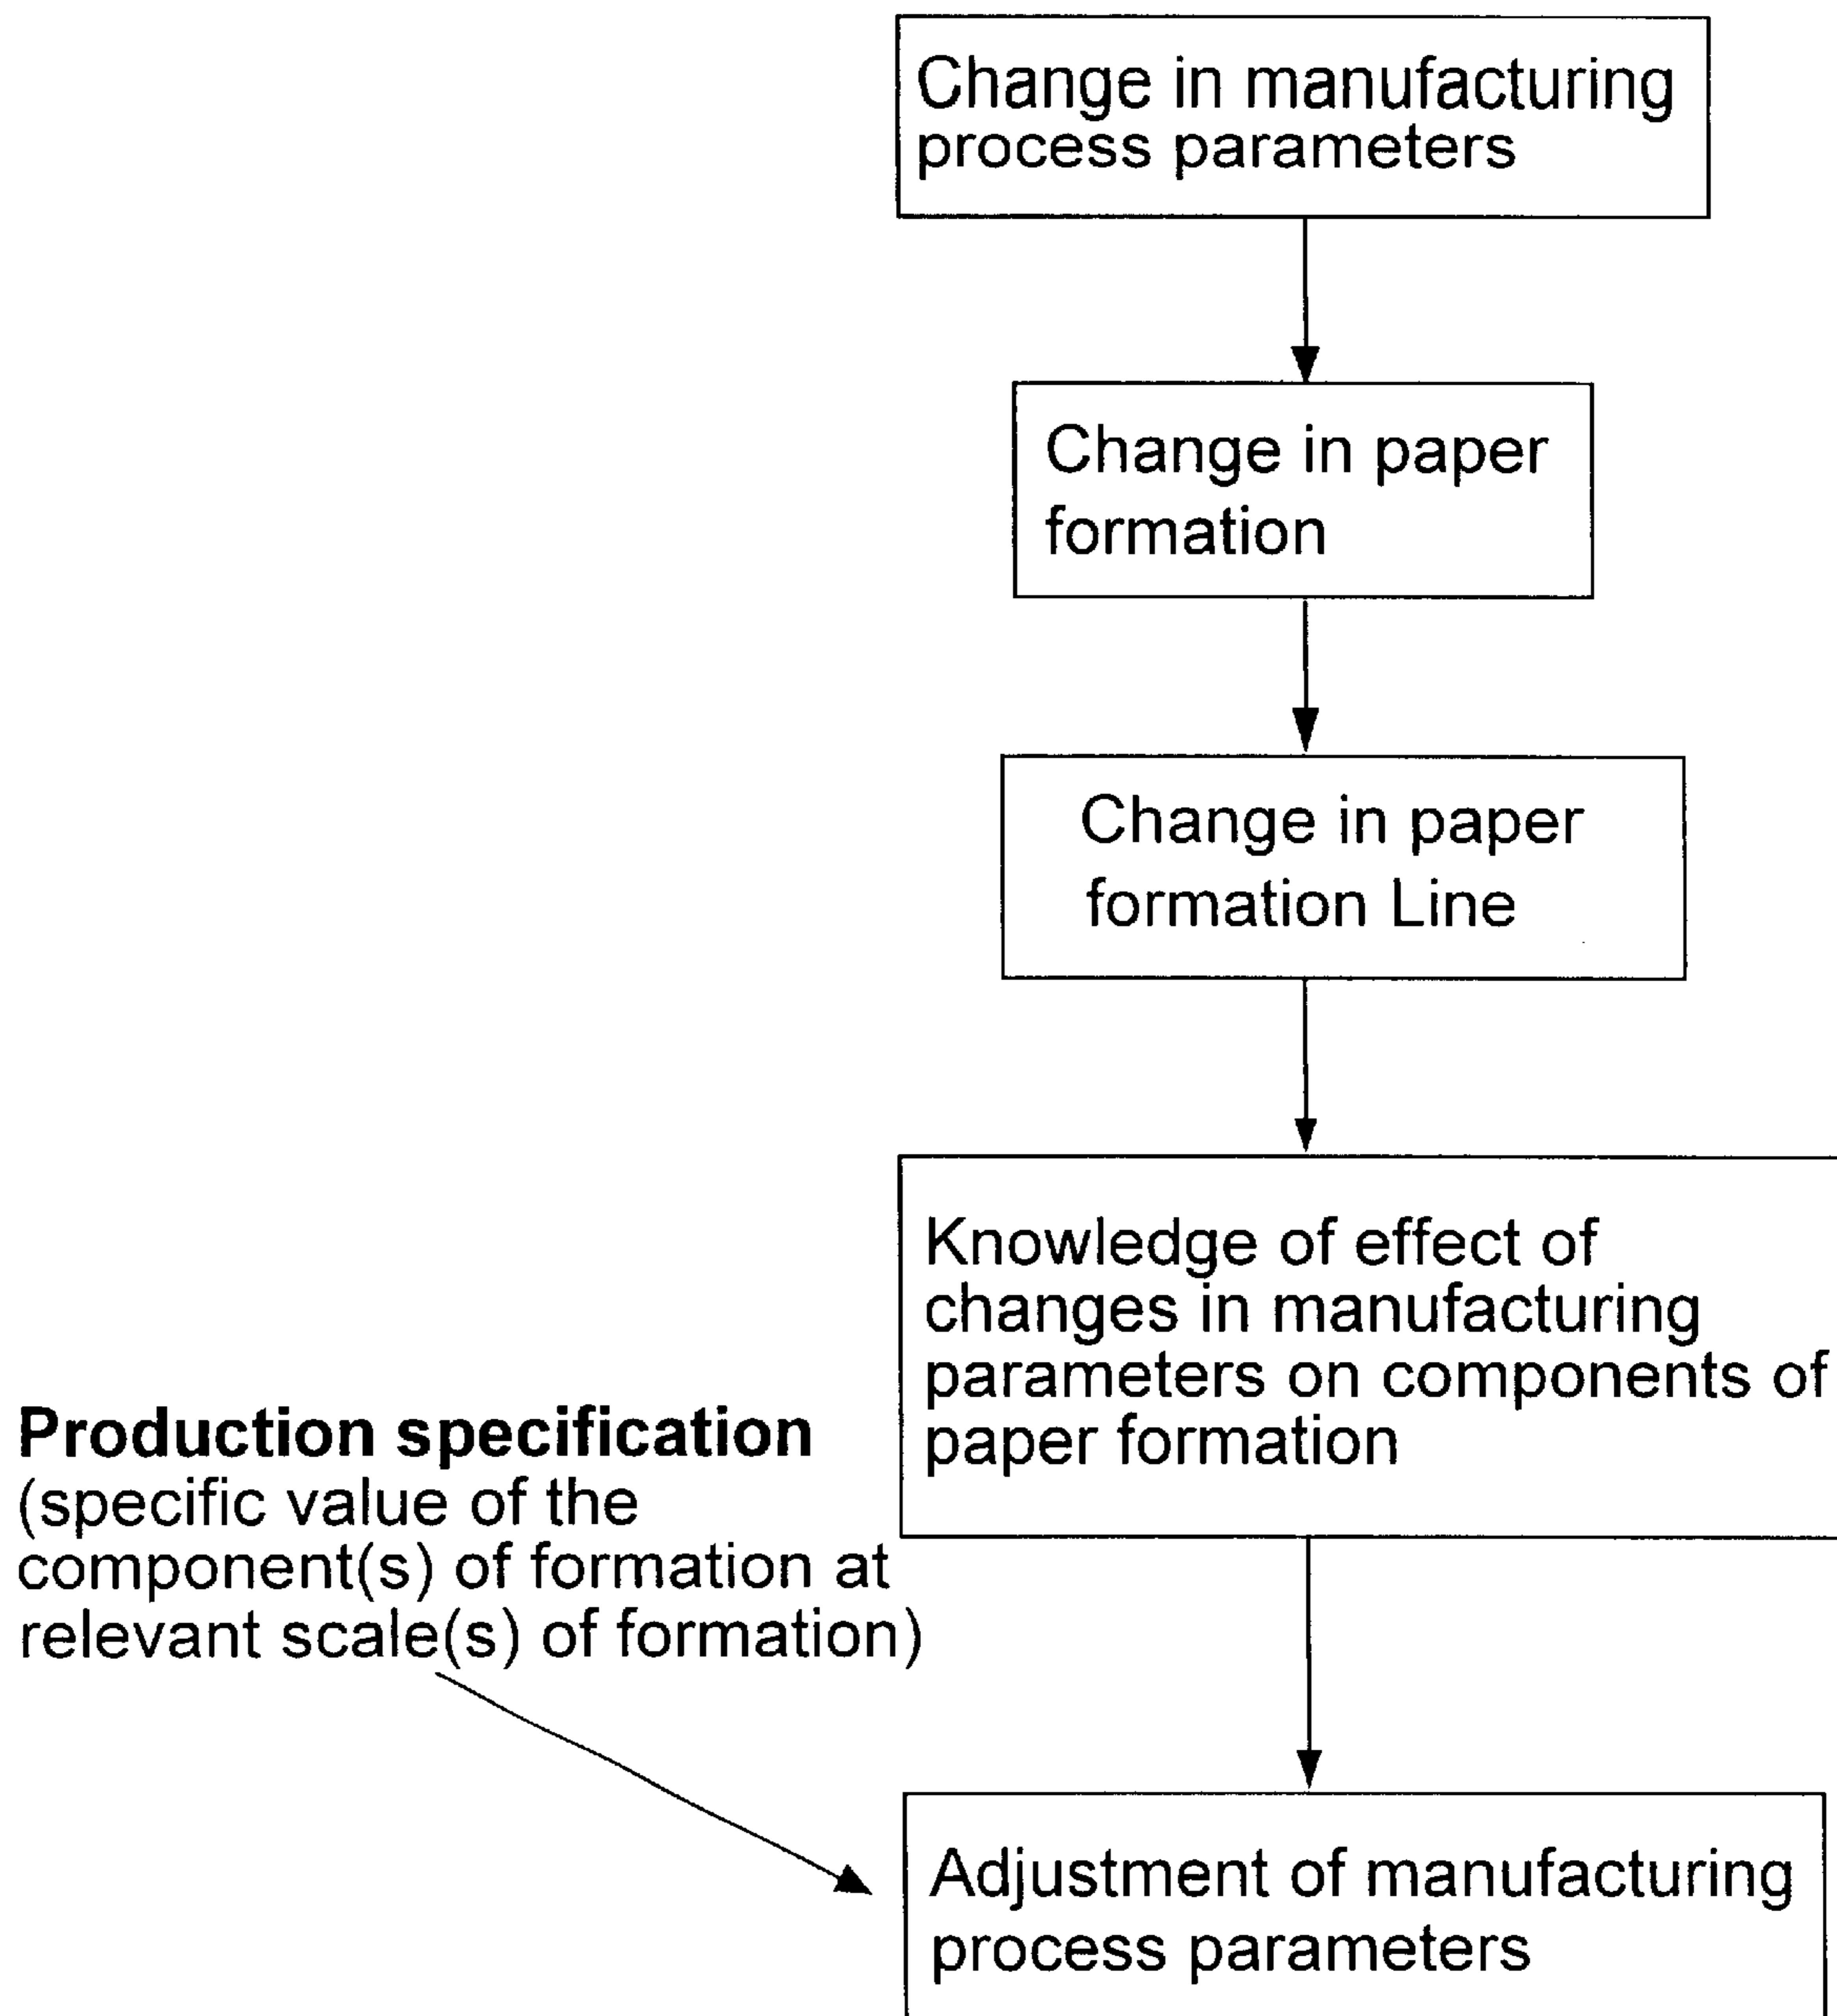 Change in manufacturing
process parameters
Change in paper
formation
Change in paper
formation Line
Knowledge of effect of
changes in manufacturing
parameters on components of
paper formation
Production specification
(specific value of the
component(s) of formation at
relevant scale(s) of formation)
Adjustment of manufacturing
process parameters